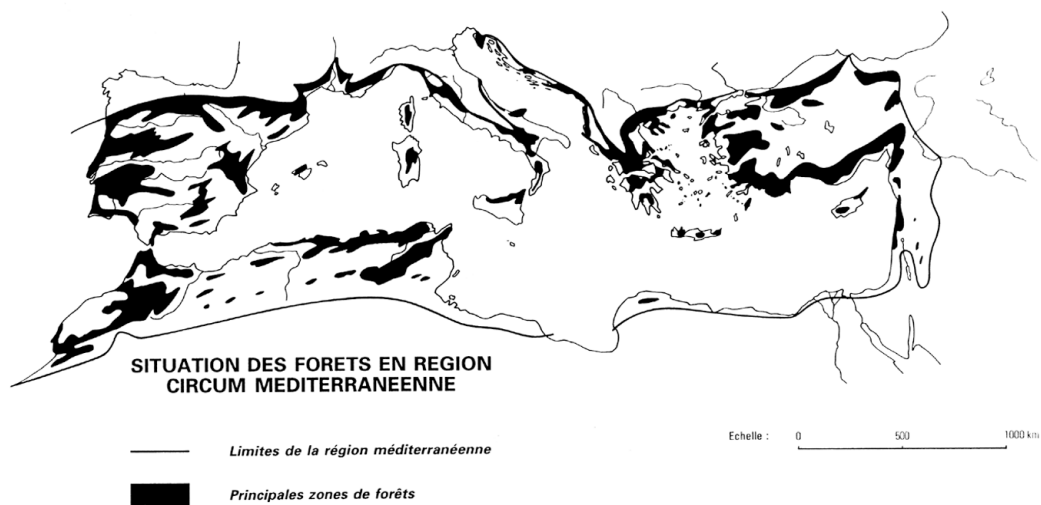 SITUATION DES FORETS EN REGION
CIRCUM MEDITERRANEENNE
Limites de la région méditerranéenne
Principales zones de forêts
Echelle : 0 500 1000 km